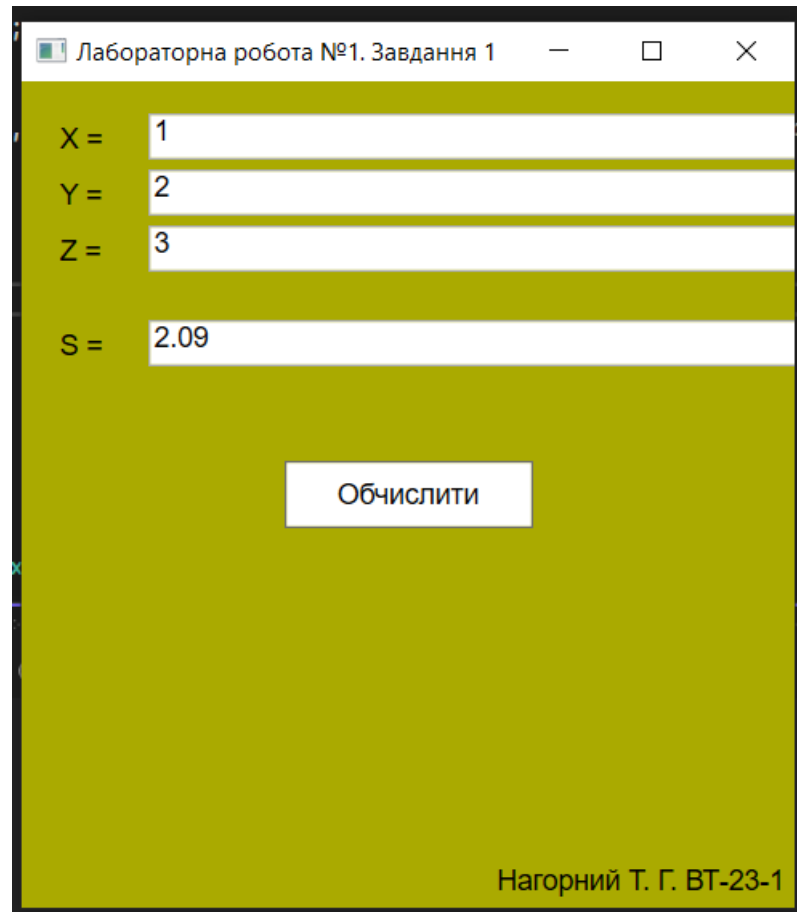 Лабораторна робота №1. Завдання 1
X = 1
Y = 2
Z = 3
S = 2.09
Обчислити
Нагорний Т. Г. ВТ-23-1